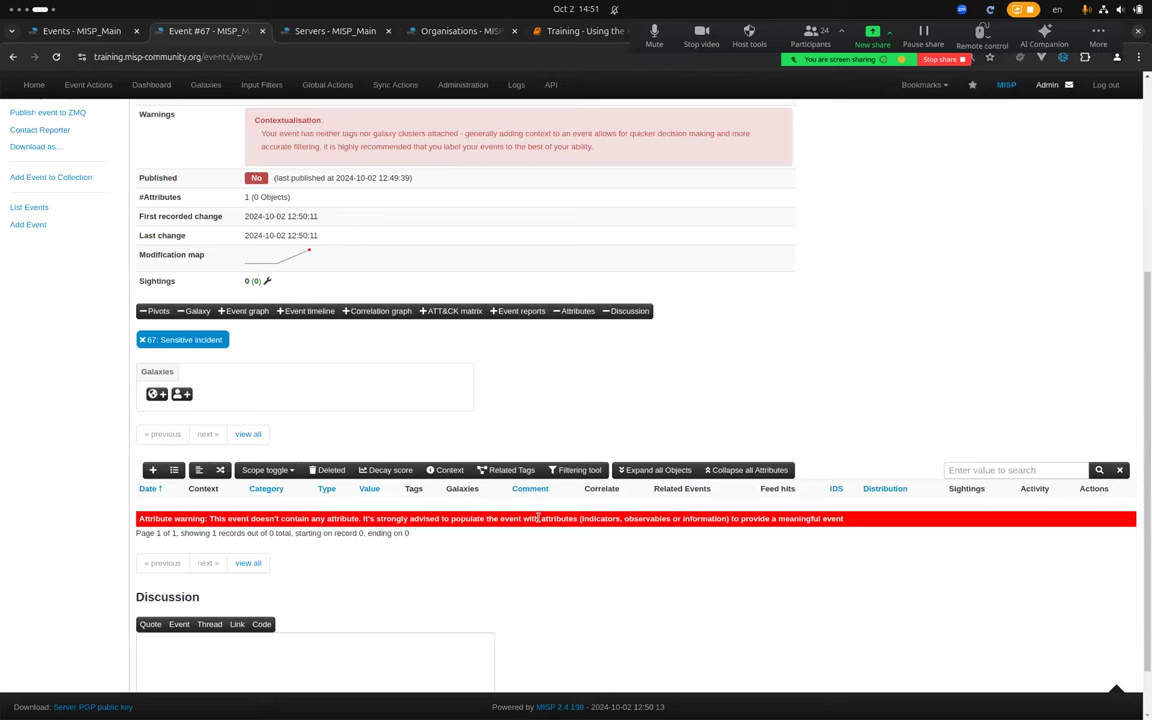 Oct 2 14:51
en
Events - MISP_Main
Event #67 - MISP_M
Servers - MISP_Main
Organisations - MISP_M
Training - Using the
training.misp-community.org/events/view/67
Mute
Stop video
Host tools
Participants
24
New share
Pause share
Remote control
AI Companion
More
You are screen sharing
Stop share
Home
Event Actions
Dashboard
Galaxies
Input Filters
Global Actions
Sync Actions
Administration
Logs
API
Bookmarks
MISP
Admin
Log out
Publish event to ZMQ
Contact Reporter
Download as…
Add Event to Collection
List Events
Add Event
Warnings
Contextualisation:
Your event has neither tags nor galaxy clusters attached - generally adding context to an event allows for quicker decision making and more
accurate filtering, it is highly recommended that you label your events to the best of your ability.
Published No (last published at 2024-10-02 12:49:39)
#Attributes 1 (0 Objects)
First recorded change 2024-10-02 12:50:11
Last change 2024-10-02 12:50:11
Modification map
Sightings 0 (0)
Pivots Galaxy Event graph Event timeline Correlation graph ATT&CK matrix Event reports Attributes Discussion
67: Sensitive incident
Galaxies
« previous next » view all
Scope toggle Deleted Decay score Context Related Tags Filtering tool Expand all Objects Collapse all Attributes Enter value to search
Date ↑ Context Category Type Value Tags Galaxies Comment Correlate Related Events Feed hits IDS Distribution Sightings Activity Actions
Attribute warning: This event doesn't contain any attribute. It's strongly advised to populate the event with attributes (indicators, observables or information) to provide a meaningful event
Page 1 of 1, showing 1 records out of 0 total, starting on record 0, ending on 0
« previous next » view all
Discussion
Quote Event Thread Link Code
Download: Server PGP public key
Powered by MISP 2.4.198 - 2024-10-02 12:50:13